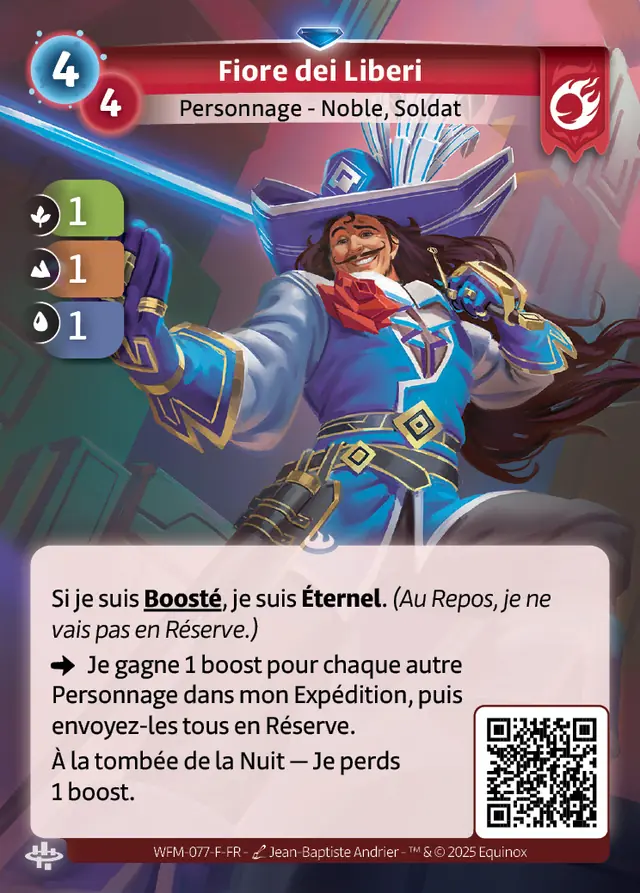 4
Fiore dei Liberi
4
Personnage - Noble, Soldat
1
1
1
Si je suis Boosté, je suis Éternel. (Au Repos, je ne
vais pas en Réserve.)
Je gagne 1 boost pour chaque autre
Personnage dans mon Expédition, puis
envoyez-les tous en Réserve.
À la tombée de la Nuit — Je perds
1 boost.
WFM-077-F-FR - Jean-Baptiste Andrier - ™ & © 2025 Equinox